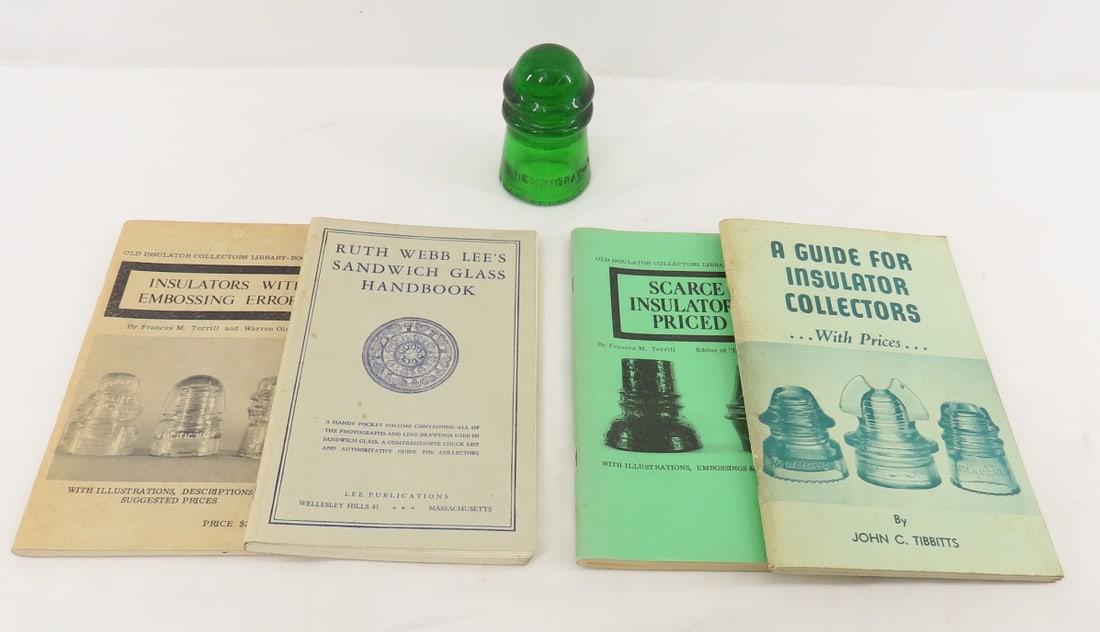 HEMINGRAY
OLD INSULATOR COLLECTORS LIBRARY-BOO
INSULATORS WITH
EMBOSSING ERROR
By Frances M. Terrill and Warren
WITH ILLUSTRATIONS, DESCRIPTIONS
SUGGESTED PRICES
PRICE $
RUTH WEBB LEE'S
SANDWICH GLASS
HANDBOOK
A HANDY POCKET VOLUME CONTAINING ALL OF
THE PHOTOGRAPHS AND LINE DRAWINGS USED IN
SANDWICH GLASS. A COMPREHENSIVE CHECK LIST
AND AUTHORITATIVE GUIDE FOR COLLECTORS
LEE PUBLICATIONS
WELLESLEY HILLS 81 * * * MASSACHUSETTS
OLD INSULATOR COLLECTORS LIBRA
SCARCE
INSULATOR
PRICED
By Frances M. Terrill Editor of
WITH ILLUSTRATIONS, EMBOSSINGS
A GUIDE FOR
INSULATOR
COLLECTORS
...With Prices...
By
JOHN C. TIBBITTS